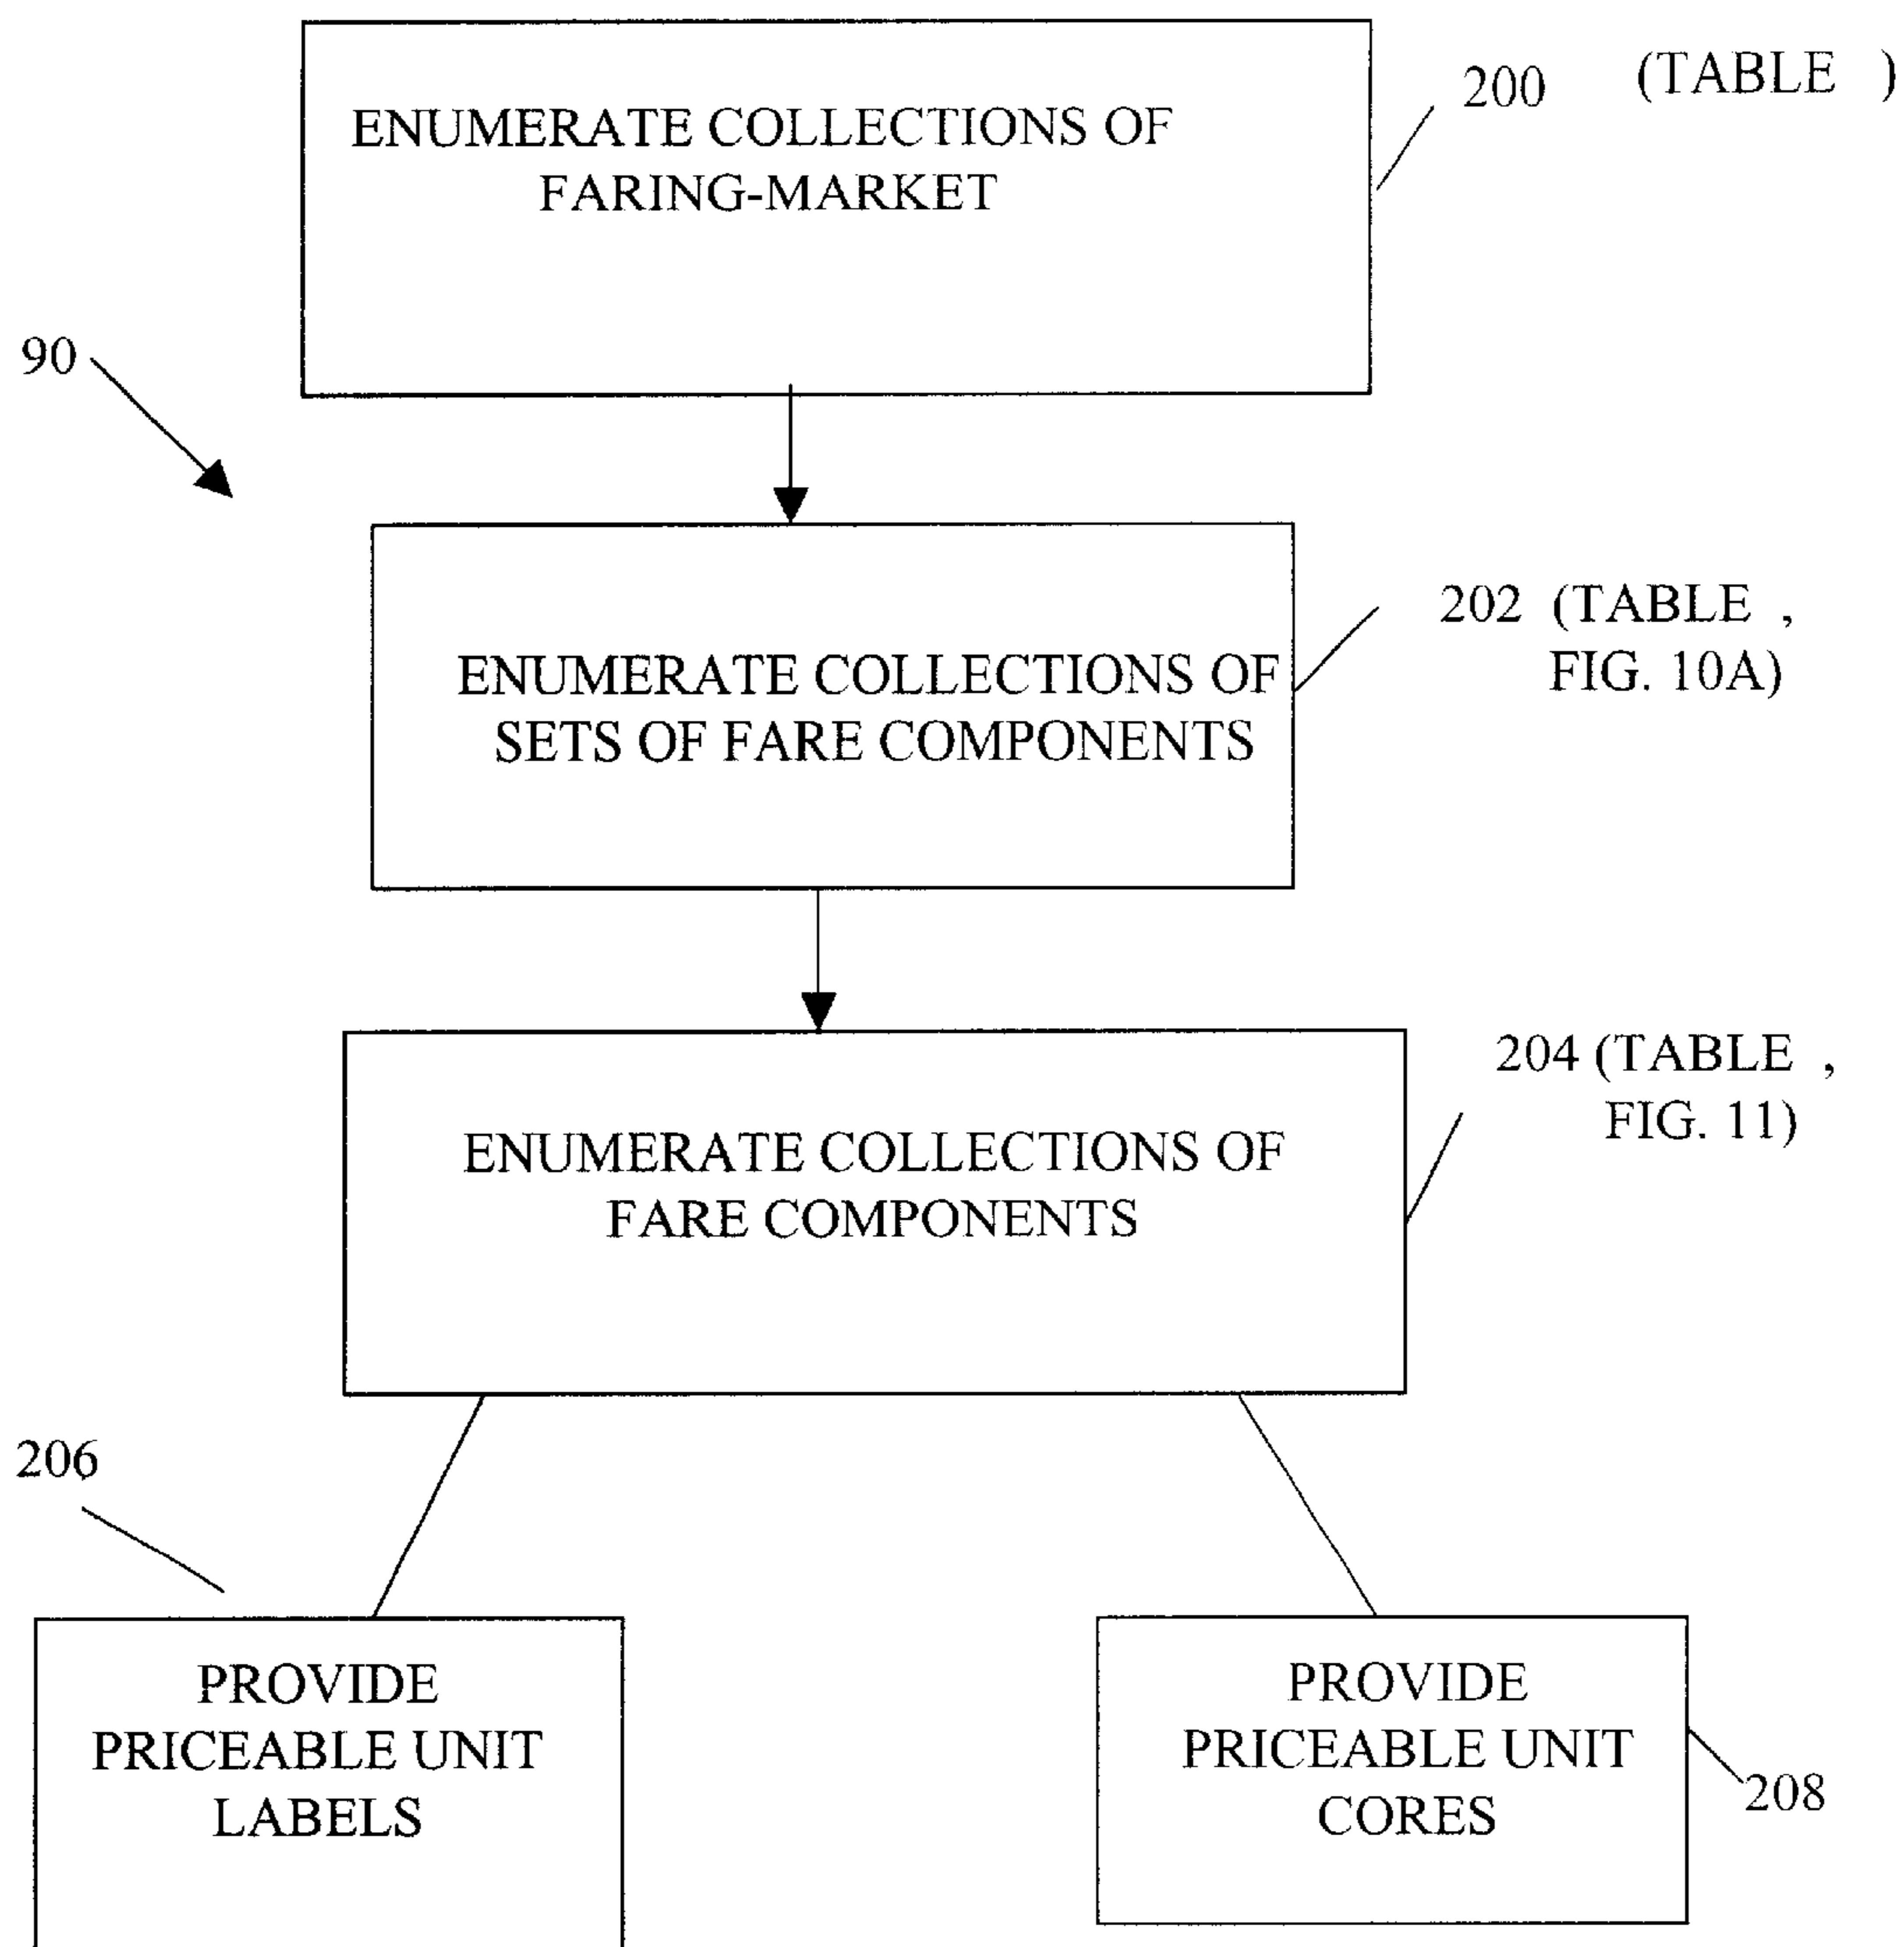 ENUMERATE COLLECTIONS OF
FARING-MARKET
200 (TABLE )
90
ENUMERATE COLLECTIONS OF
SETS OF FARE COMPONENTS
202 (TABLE ,
FIG. 10A)
ENUMERATE COLLECTIONS OF
FARE COMPONENTS
204 (TABLE ,
FIG. 11)
206
PROVIDE
PRICEABLE UNIT
LABELS
PROVIDE
PRICEABLE UNIT
CORES
208